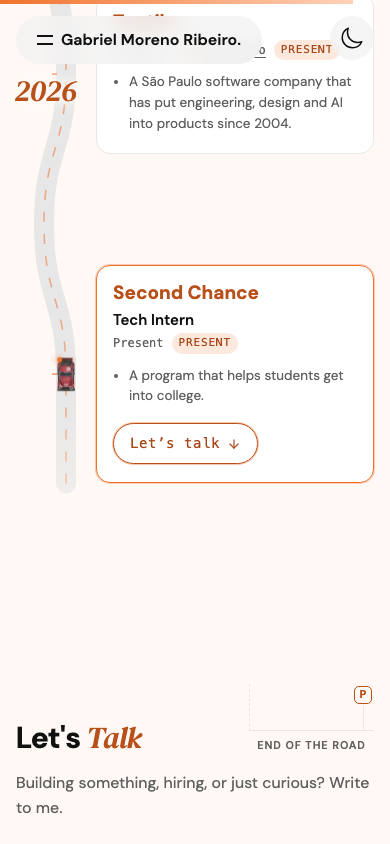 Gabriel Moreno Ribeiro.
PRESENT
2026
A São Paulo software company that
has put engineering, design and AI
into products since 2004.
Second Chance
Tech Intern
Present PRESENT
A program that helps students get
into college.
Let's talk ↓
P
END OF THE ROAD
Let's Talk
Building something, hiring, or just curious? Write
to me.